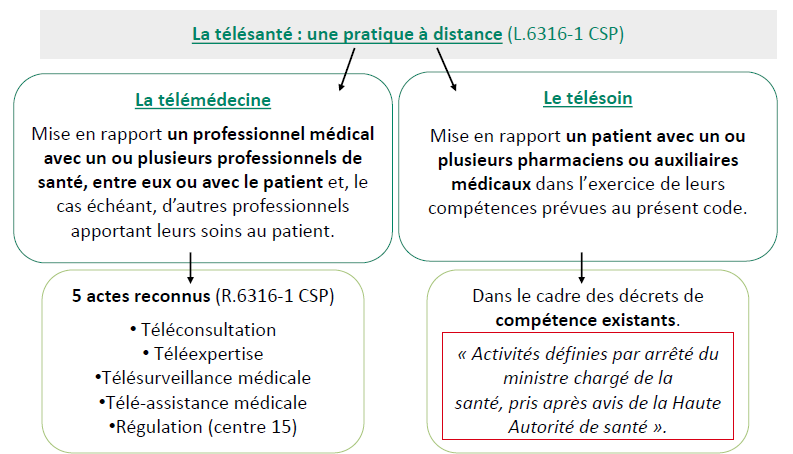 La télésanté : une pratique à distance (L.6316-1 CSP)
La télémédecine
Mise en rapport un professionnel médical
avec un ou plusieurs professionnels de
santé, entre eux ou avec le patient et, le
cas échéant, d'autres professionnels
apportant leurs soins au patient.
Le télésoin
Mise en rapport un patient avec un ou
plusieurs pharmaciens ou auxiliaires
médicaux dans l'exercice de leurs
compétences prévues au présent code.
5 actes reconnus (R.6316-1 CSP)
• Téléconsultation
• Téléexpertise
•Télésurveillance médicale
•Télé-assistance médicale
•Régulation (centre 15)
Dans le cadre des décrets de
compétence existants.
« Activités définies par arrêté du
ministre chargé de la
santé, pris après avis de la Haute
Autorité de santé ».